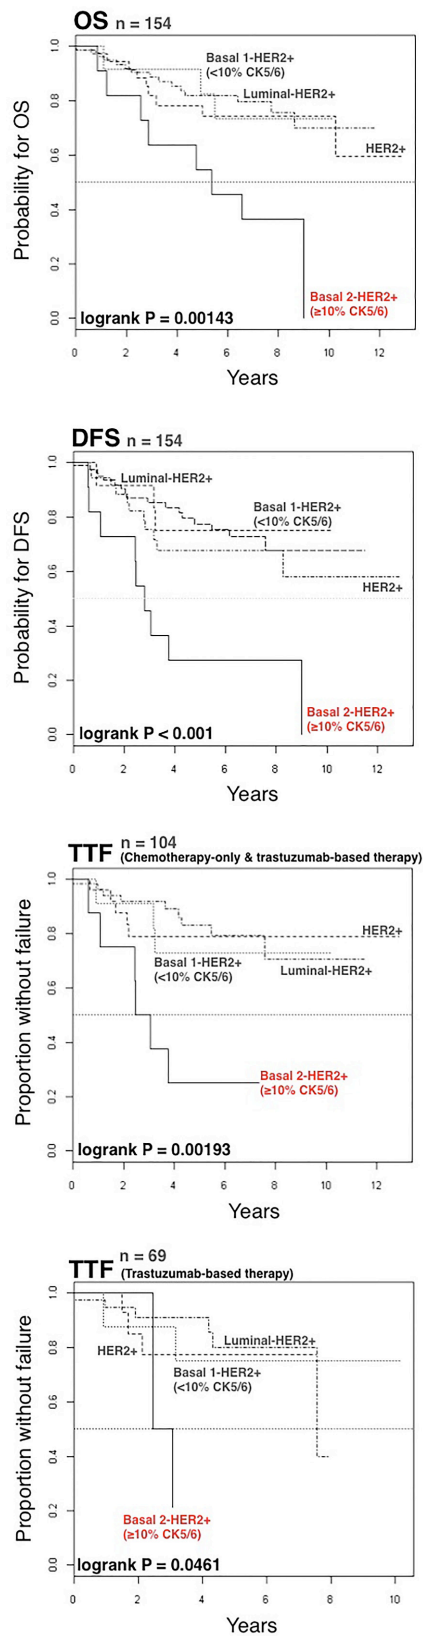 OS n = 154
Probability for OS
1.0
0.8
0.6
0.4
0.2
0.0
Basal 1-HER2+
(<10% CK5/6)
Luminal-HER2+
HER2+
Basal 2-HER2+
(≥10% CK5/6)
logrank P = 0.00143
0 2 4 6 8 10 12
Years
DFS n = 154
Probability for DFS
1.0
0.8
0.6
0.4
0.2
0.0
Luminal-HER2+
Basal 1-HER2+
(<10% CK5/6)
HER2+
Basal 2-HER2+
(≥10% CK5/6)
logrank P < 0.001
0 2 4 6 8 10 12
Years
TTF n = 104
(Chemotherapy-only & trastuzumab-based therapy)
Proportion without failure
1.0
0.8
0.6
0.4
0.2
0.0
HER2+
Basal 1-HER2+
(<10% CK5/6)
Luminal-HER2+
Basal 2-HER2+
(≥10% CK5/6)
logrank P = 0.00193
0 2 4 6 8 10 12
Years
TTF n = 69
(Trastuzumab-based therapy)
Proportion without failure
1.0
0.8
0.6
0.4
0.2
0.0
Luminal-HER2+
HER2+
Basal 1-HER2+
(<10% CK5/6)
Basal 2-HER2+
(≥10% CK5/6)
logrank P = 0.0461
0 2 4 6 8 10
Years